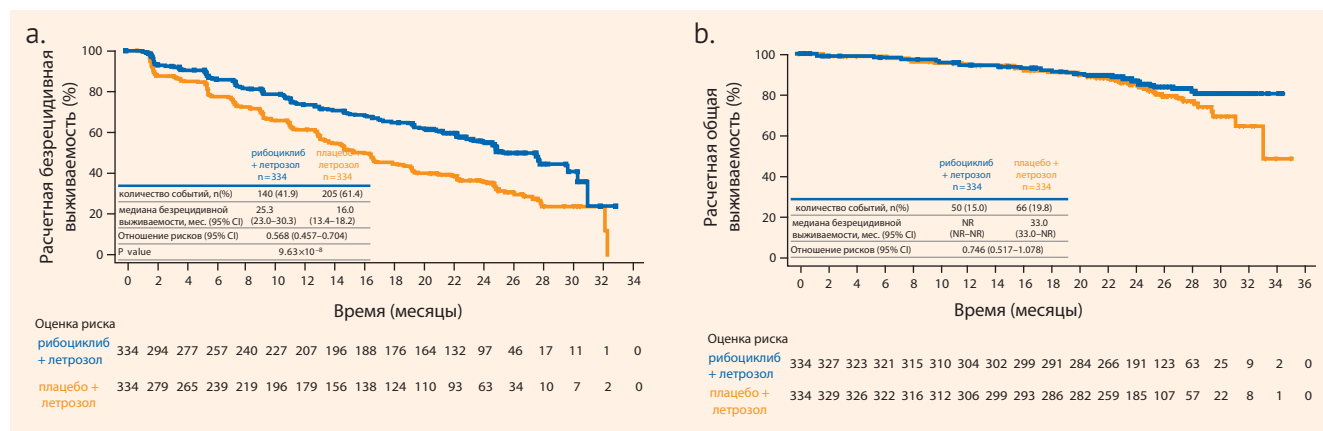 a.
Расчетная безрецидивная
выживаемость (%)
100
80
60
40
20
0
рибоциклиб плацебо
+ летрозол летрозол
n=334 n=334
количество событий, n(%) 140 (41.9) 205 (61.4)
медиана безрецидивной 25.3 16.0
выживаемости, мес. (95% CI) (23.0–30.3) (13.4–18.2)
Отношение рисков (95% CI) 0.568 (0.457–0.704)
P value 9.63×10⁻⁸
0 2 4 6 8 10 12 14 16 18 20 22 24 26 28 30 32 34
Время (месяцы)
Оценка риска
рибоциклиб
+ летрозол
334 294 277 257 240 227 207 196 188 176 164 132 97 46 17 11 1 0
плацебо +
летрозол
334 279 265 239 219 196 179 156 138 124 110 93 63 34 10 7 2 0
b.
Расчетная общая
выживаемость (%)
100
80
60
40
20
0
рибоциклиб плацебо +
+ летрозол летрозол
n=334 n=334
количество событий, n(%) 50 (15.0) 66 (19.8)
медиана безрецидивной NR 33.0
выживаемости, мес. (95% CI) (NR–NR) (33.0–NR)
Отношение рисков (95% CI) 0.746 (0.517–1.078)
0 2 4 6 8 10 12 14 16 18 20 22 24 26 28 30 32 34 36
Время (месяцы)
Оценка риска
рибоциклиб
+ летрозол
334 327 323 321 315 310 304 302 299 291 284 266 191 123 63 25 9 2 0
плацебо +
летрозол
334 329 326 322 316 312 306 299 293 286 282 259 185 107 57 22 8 1 0